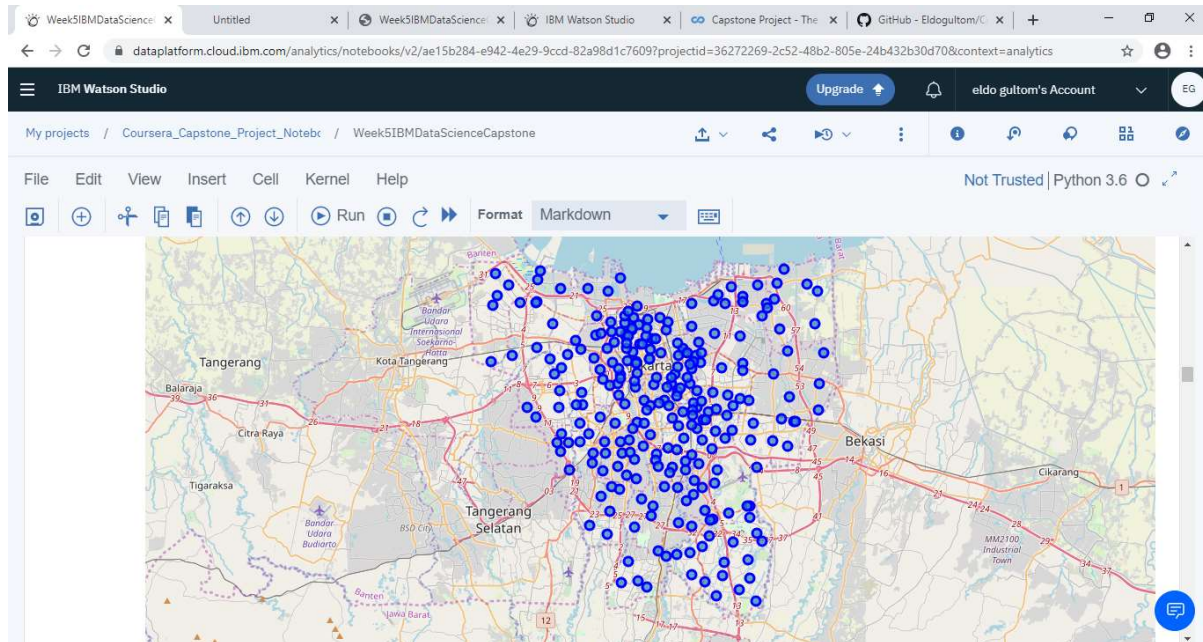 Week5IBMDataScience
Untitled
Week5IBMDataScience
IBM Watson Studio
Capstone Project - The
GitHub - Eldogultom/C
dataplatform.cloud.ibm.com/analytics/notebooks/v2/ae15b284-e942-4e29-9ccd-82a98d1c7609?projectid=36272269-2c52-48b2-805e-24b432b30d70&context=analytics
IBM Watson Studio
Upgrade
eldo gultom's Account
EG
My projects / Coursera_Capstone_Project_Notebc / Week5IBMDataScienceCapstone
File Edit View Insert Cell Kernel Help
Not Trusted | Python 3.6
Run
Format Markdown
Banten
Barat
Bandar
Udara
Internasional
Soekarno-
Hatta
Tangerang
Kota Tangerang
Balaraja
Citra Raya
Bekasi
Tigaraksa
Cikarang
Tangerang
Selatan
BSD City
Bandar
Udara
Budiarto
MM2100
Industrial
Town
Banten
Jawa Barat
12